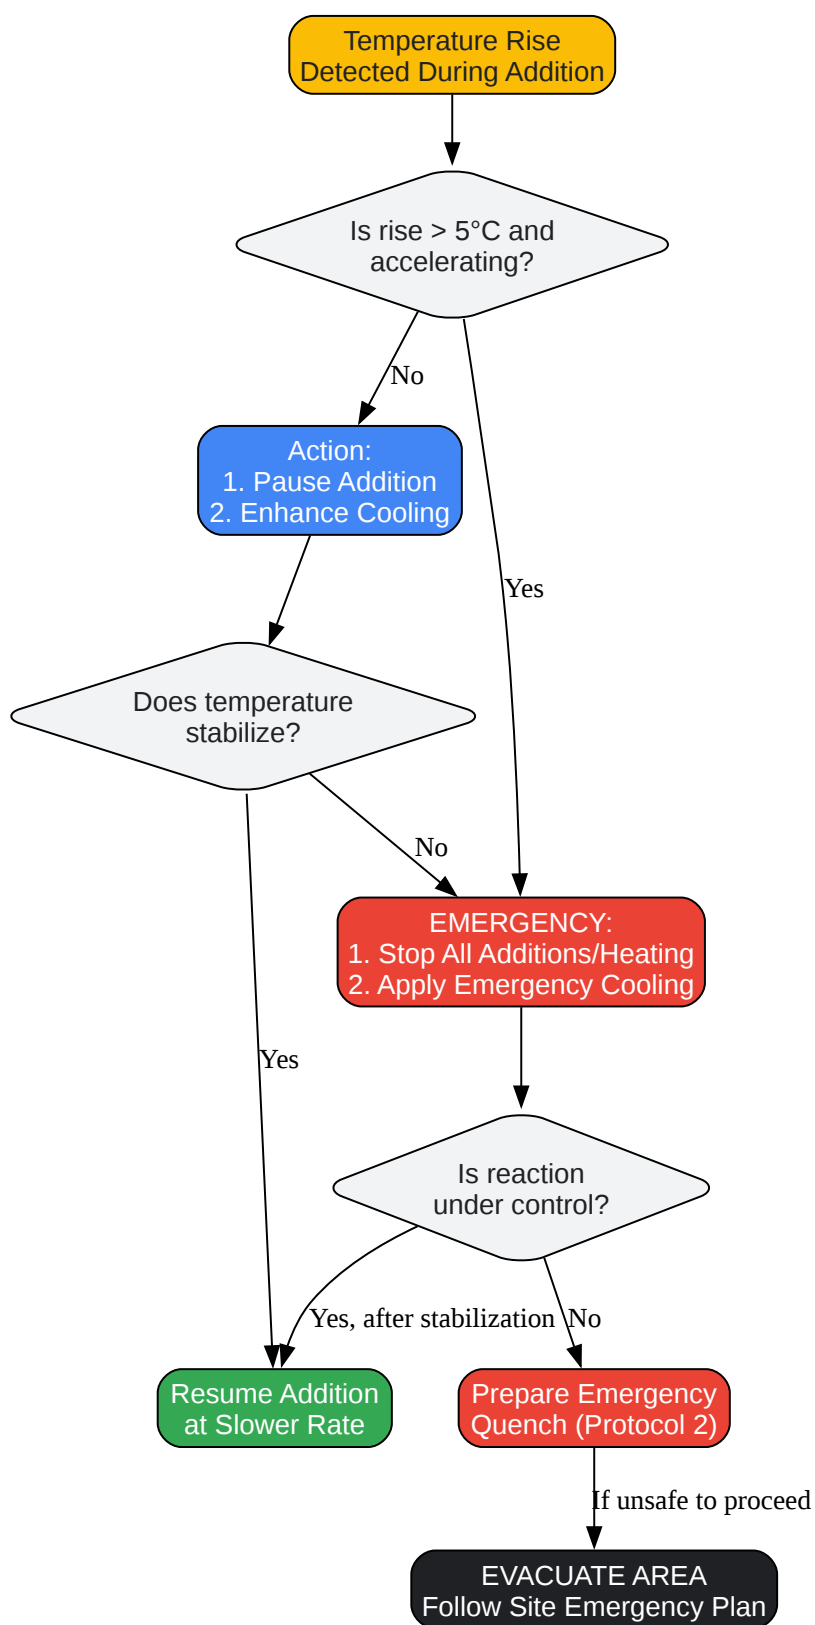 Temperature Rise
Detected During Addition
Is rise > 5°C and
accelerating?
No
Action:
1. Pause Addition
2. Enhance Cooling
Yes
Does temperature
stabilize?
No
EMERGENCY:
1. Stop All Additions/Heating
2. Apply Emergency Cooling
Yes
Is reaction
under control?
Yes, after stabilization
No
Resume Addition
at Slower Rate
Prepare Emergency
Quench (Protocol 2)
If unsafe to proceed
EVACUATE AREA
Follow Site Emergency Plan